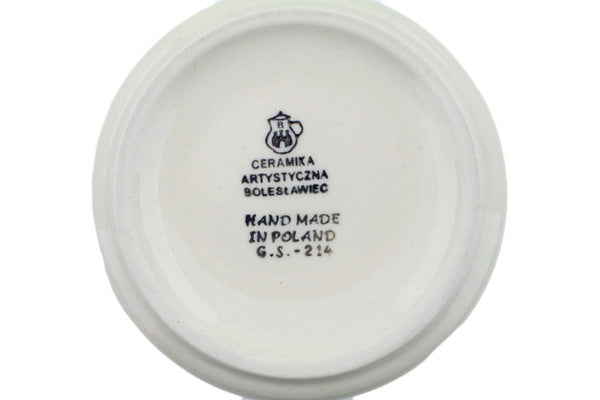 B
CERAMIKA
ARTYSTYCZNA
BOLESŁAWIEC
HAND MADE
IN POLAND
G.S.-214